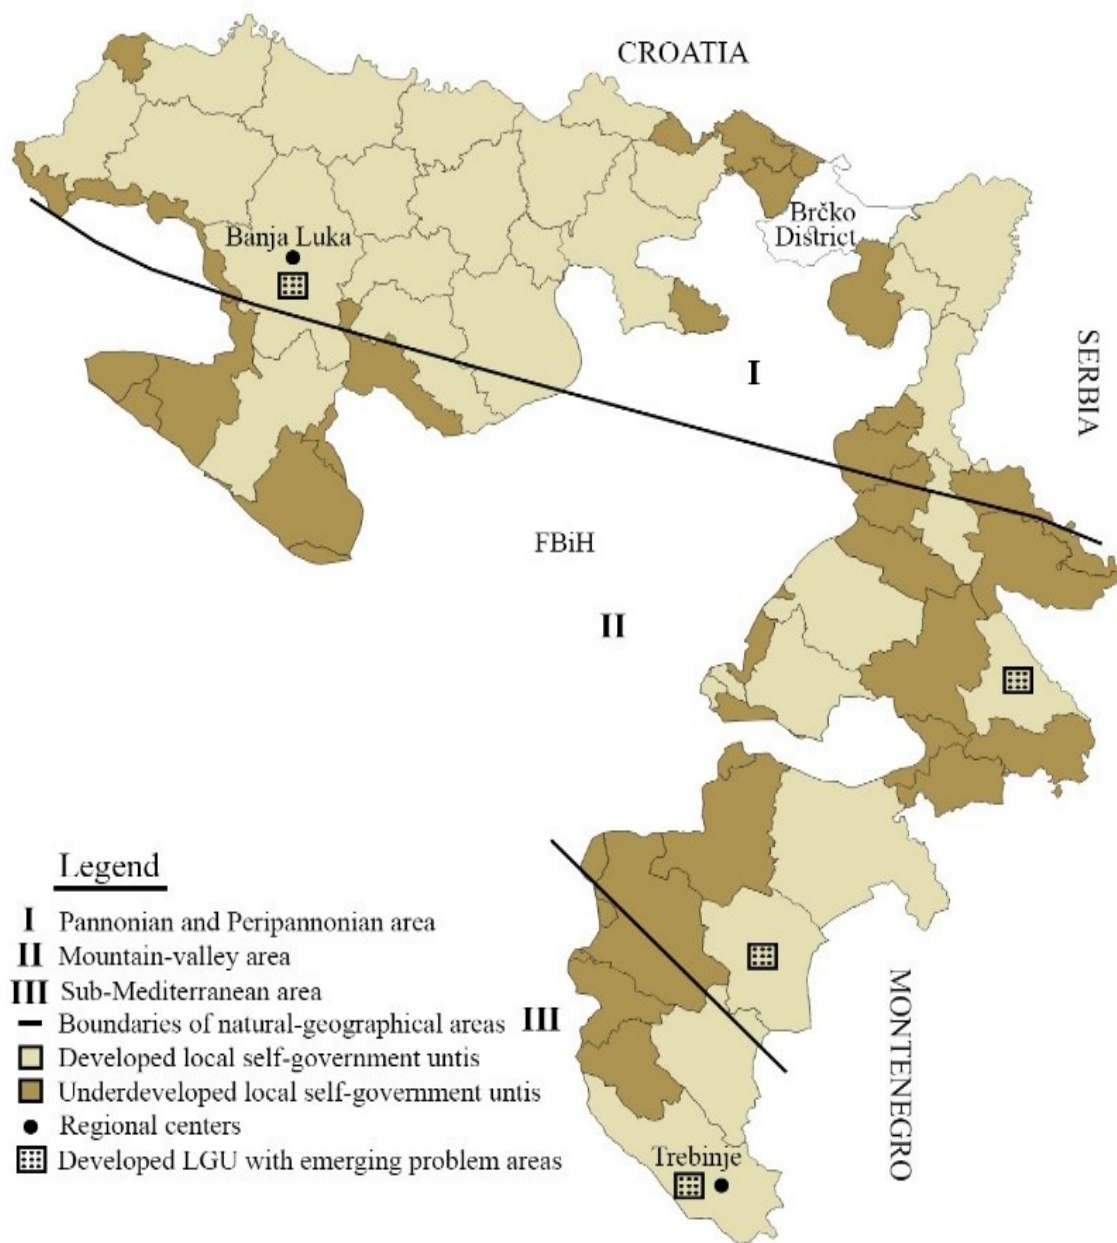 CROATIA
Banja Luka
Brčko
District
SERBIA
I
FBiH
II
Legend
I Pannonian and Peripannonian area
II Mountain-valley area
III Sub-Mediterranean area
Boundaries of natural-geographical areas
III
Developed local self-government untis
Underdeveloped local self-government untis
Regional centers
Developed LGU with emerging problem areas
MONTENEGRO
Trebinje